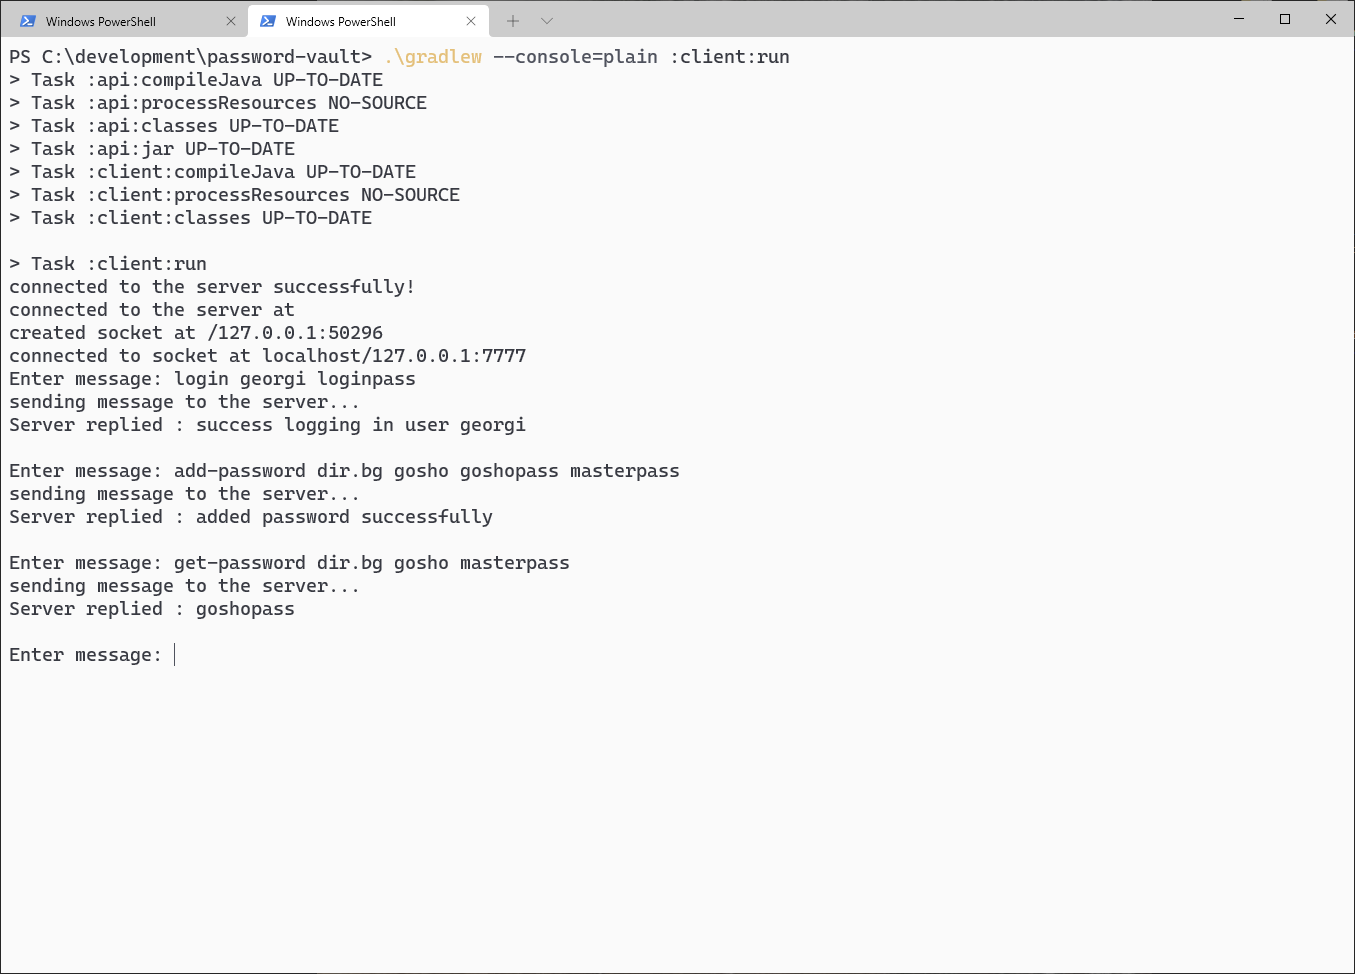 Windows PowerShell
Windows PowerShell
PS C:\development\password-vault> .\gradlew --console=plain :client:run
> Task :api:compileJava UP-TO-DATE
> Task :api:processResources NO-SOURCE
> Task :api:classes UP-TO-DATE
> Task :api:jar UP-TO-DATE
> Task :client:compileJava UP-TO-DATE
> Task :client:processResources NO-SOURCE
> Task :client:classes UP-TO-DATE

> Task :client:run
connected to the server successfully!
connected to the server at
created socket at /127.0.0.1:50296
connected to socket at localhost/127.0.0.1:7777
Enter message: login georgi loginpass
sending message to the server...
Server replied : success logging in user georgi

Enter message: add-password dir.bg gosho goshopass masterpass
sending message to the server...
Server replied : added password successfully

Enter message: get-password dir.bg gosho masterpass
sending message to the server...
Server replied : goshopass

Enter message: